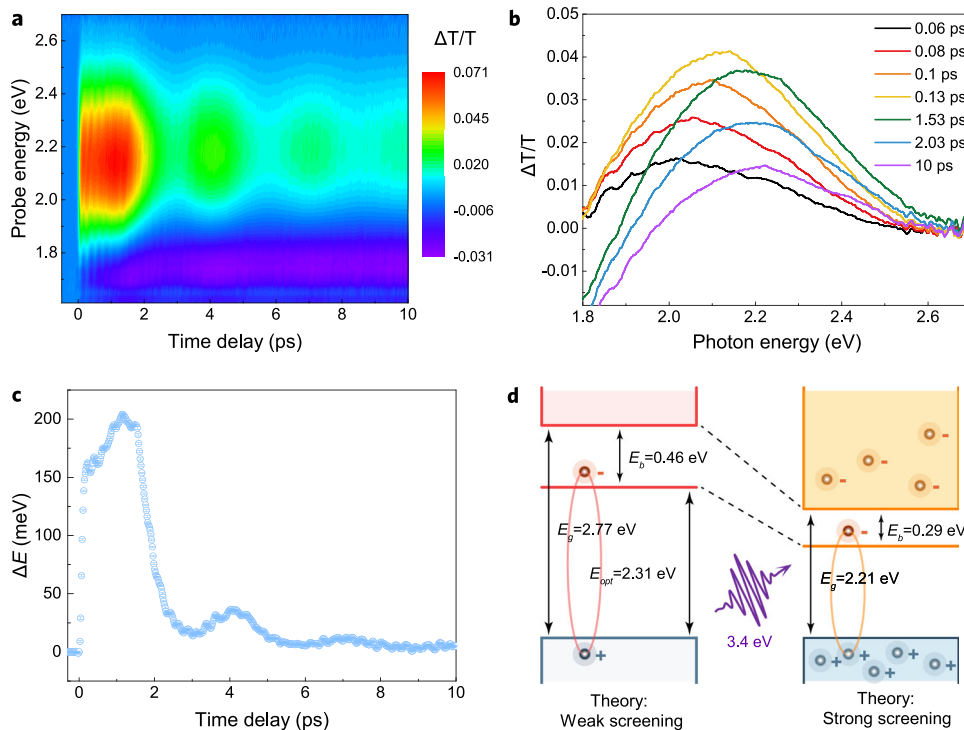 a
2.6
2.4
2.2
2.0
1.8
Probe energy (eV)
0
2
4
6
8
10
Time delay (ps)
ΔT/T
0.071
0.045
0.020
-0.006
-0.031
b
0.05
0.04
0.03
0.02
0.01
0.00
-0.01
ΔT/T
1.8
2.0
2.2
2.4
2.6
Photon energy (eV)
0.06 ps
0.08 ps
0.1 ps
0.13 ps
1.53 ps
2.03 ps
10 ps
c
200
150
100
50
0
ΔE (meV)
0
2
4
6
8
10
Time delay (ps)
d
Eb=0.46 eV
-
Eg=2.77 eV
Eopt=2.31 eV
+
Theory:
Weak screening
3.4 eV
-
-
-
-
Eb=0.29 eV
-
Eg=2.21 eV
+
+
+
+
+
+
Theory:
Strong screening